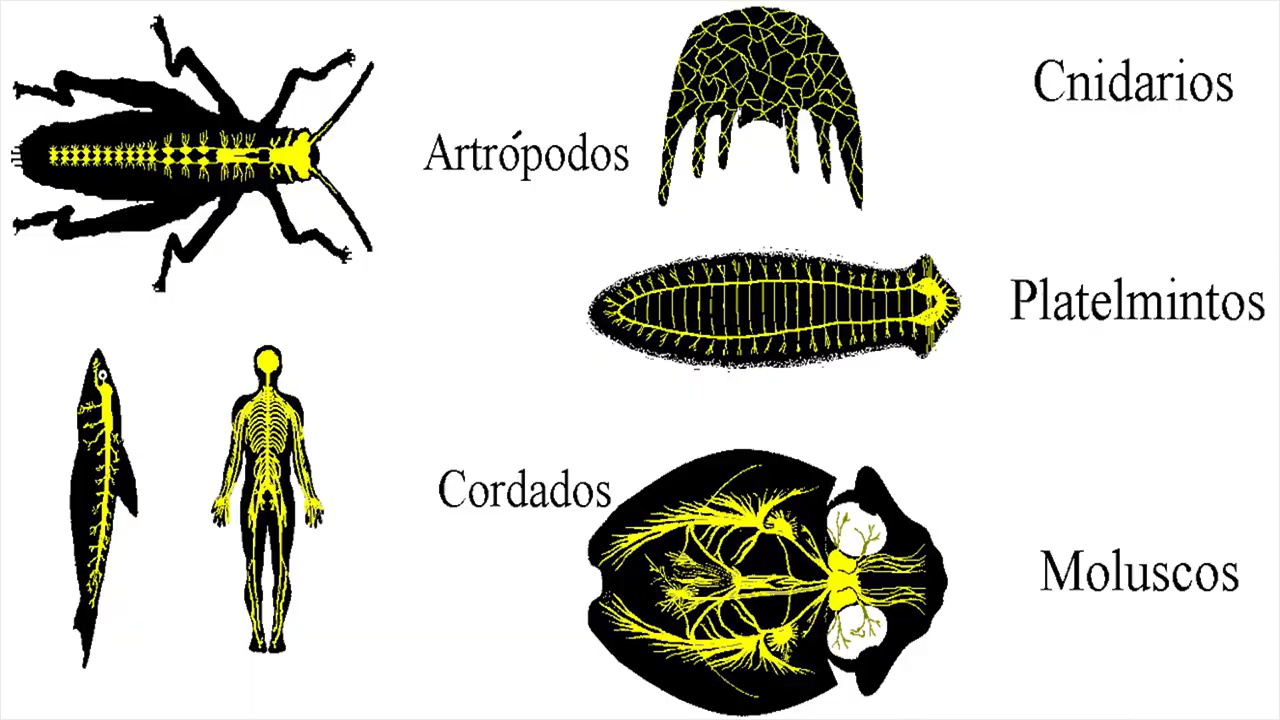 Cnidarios
Artrópodos
Platelmintos
Cordados
Moluscos